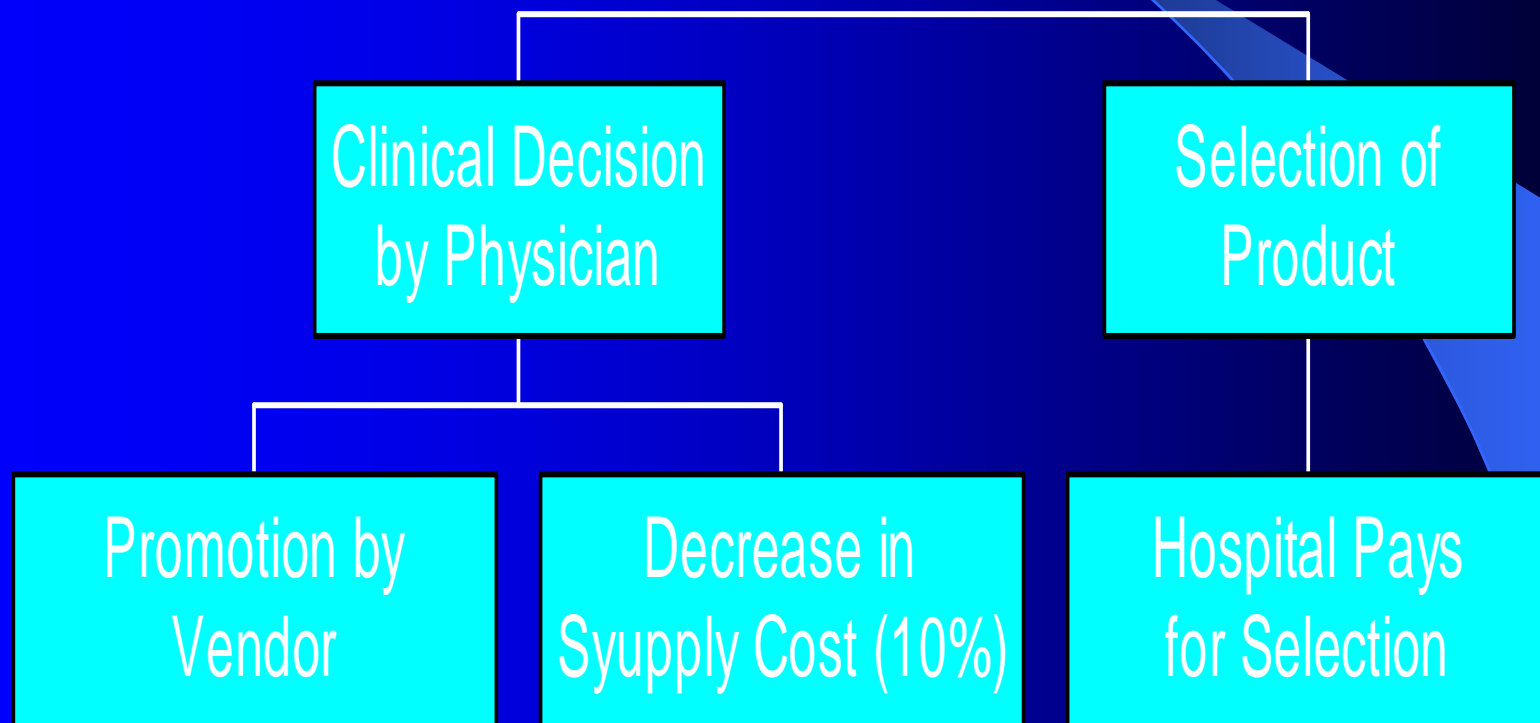 Clinical Decision
by Physician
Selection of
Product
Promotion by
Vendor
Decrease in
Syupply Cost (10%)
Hospital Pays
for Selection